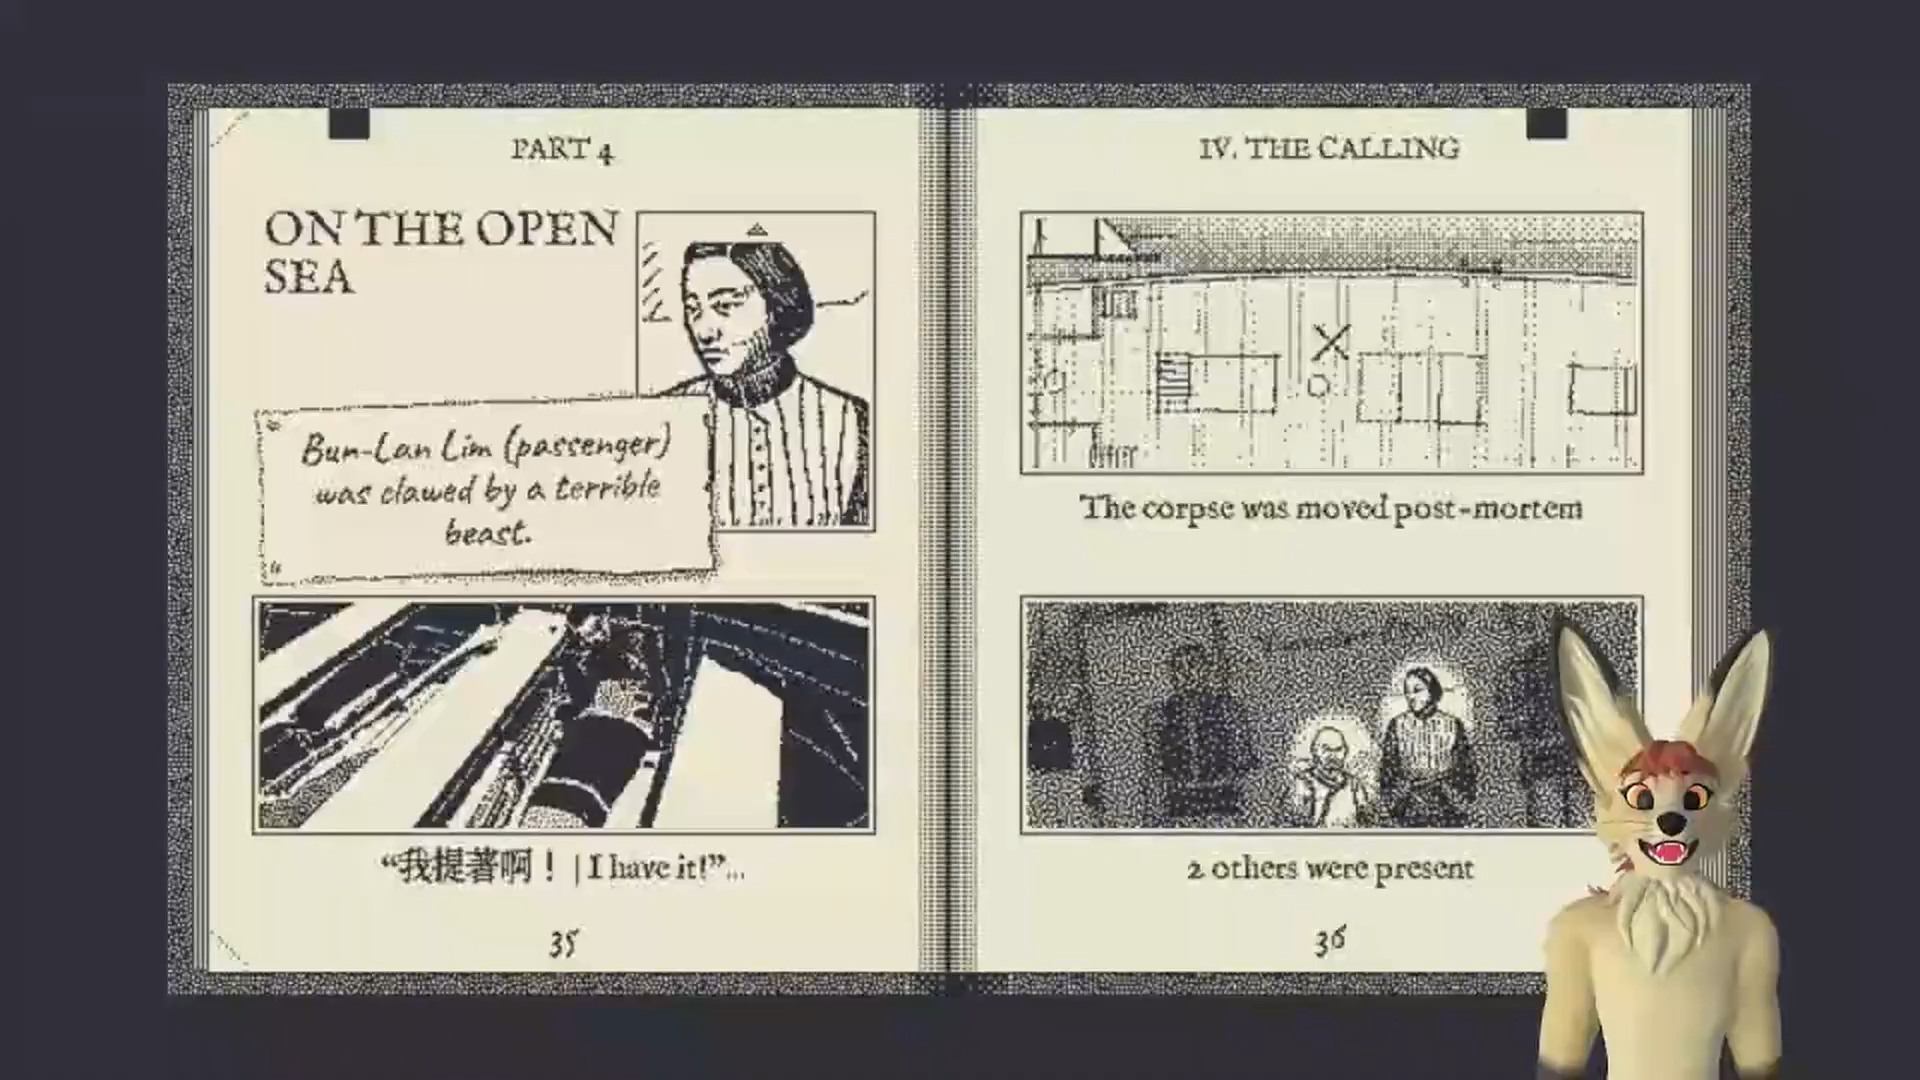 PART 4
ON THE OPEN
SEA
Bun-Lan Lim (passenger)
was clawed by a terrible
beast.
“我提著啊！ | I have it!”...
35
IV. THE CALLING
The corpse was moved post-mortem
2 others were present
36